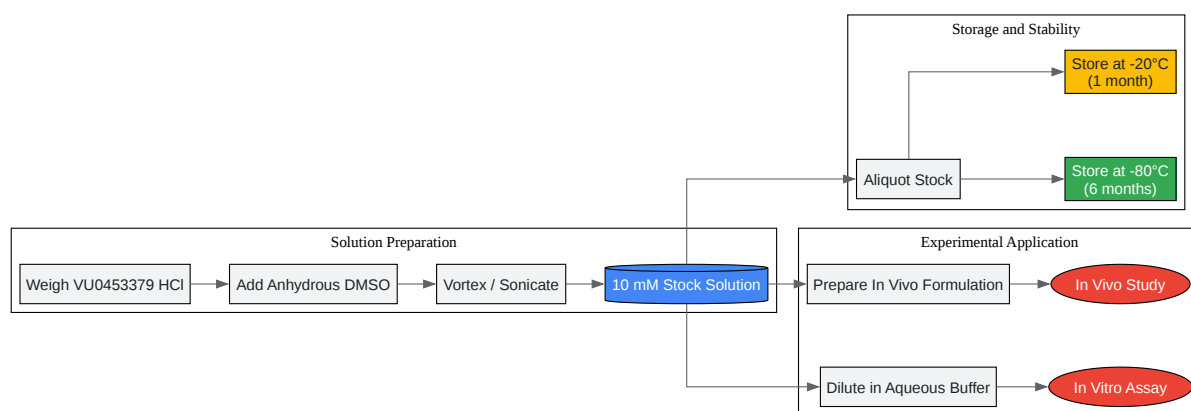 Storage and Stability
Store at -20°C
(1 month)
Aliquot Stock
Store at -80°C
(6 months)
Solution Preparation
Weigh VU0453379 HCl
Add Anhydrous DMSO
Vortex / Sonicate
10 mM Stock Solution
Experimental Application
Prepare In Vivo Formulation
In Vivo Study
Dilute in Aqueous Buffer
In Vitro Assay